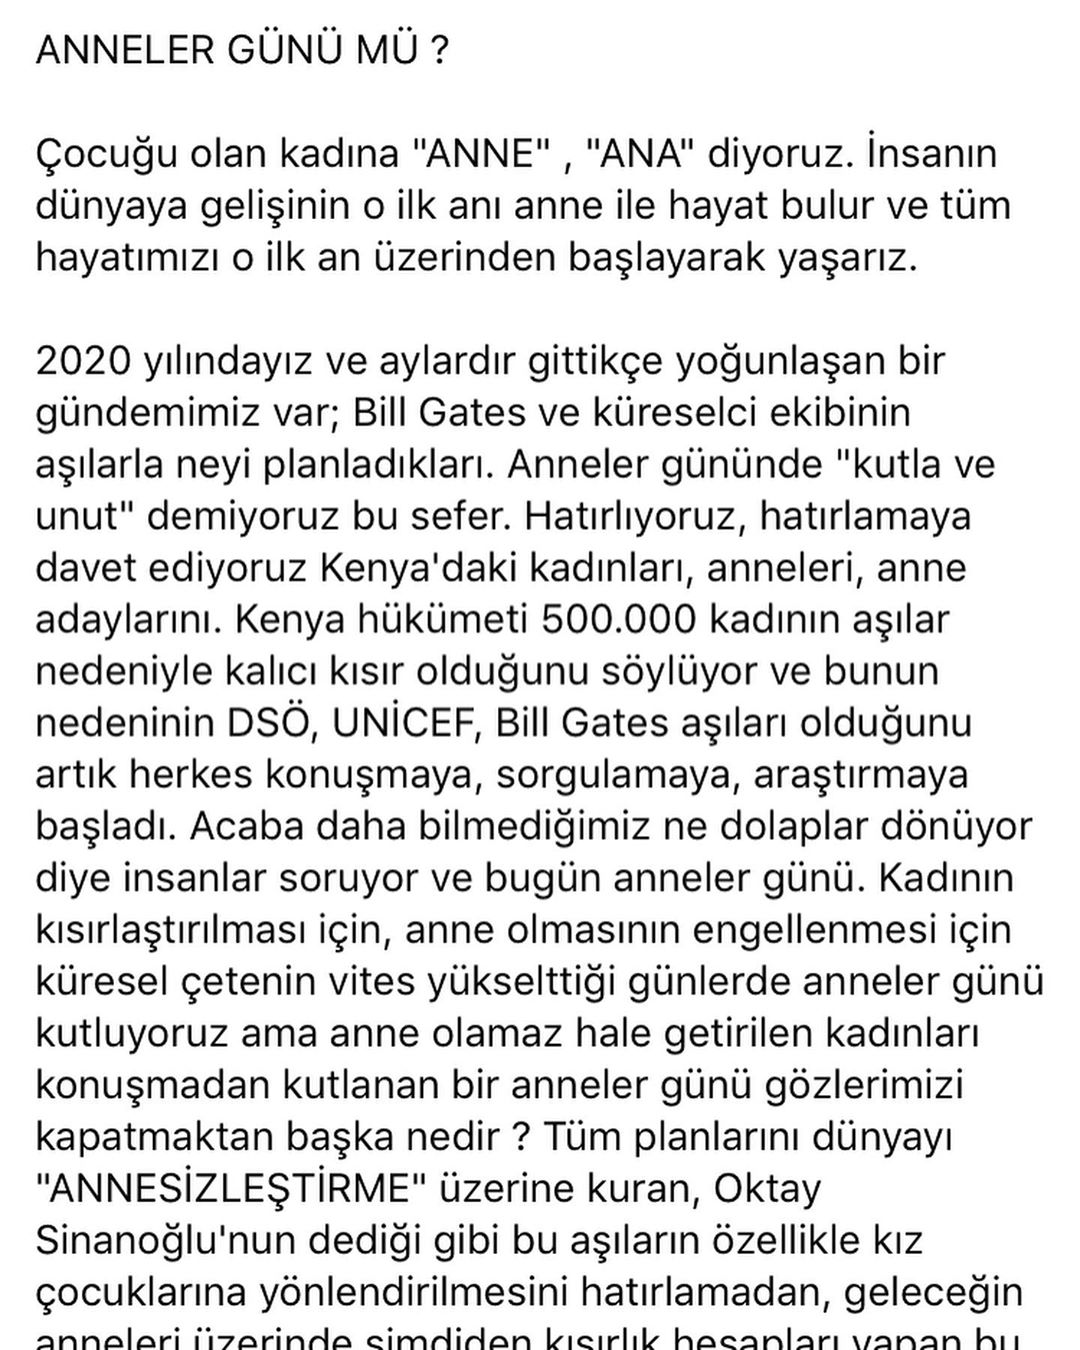 ANNELER GÜNÜ MÜ ?
Çocuğu olan kadına "ANNE" , "ANA" diyoruz. İnsanın
dünyaya gelişinin o ilk anı anne ile hayat bulur ve tüm
hayatımızı o ilk an üzerinden başlayarak yaşarız.
2020 yılındayız ve aylardır gittikçe yoğunlaşan bir
gündemimiz var; Bill Gates ve küreselci ekibinin
aşılarla neyi planladıkları. Anneler gününde "kutla ve
unut" demiyoruz bu sefer. Hatırlıyoruz, hatırlamaya
davet ediyoruz Kenya'daki kadınları, anneleri, anne
adaylarını. Kenya hükümeti 500.000 kadının aşılar
nedeniyle kalıcı kısır olduğunu söylüyor ve bunun
nedeninin DSÖ, UNİCEF, Bill Gates aşıları olduğunu
artık herkes konuşmaya, sorgulamaya, araştırmaya
başladı. Acaba daha bilmediğimiz ne dolaplar dönüyor
diye insanlar soruyor ve bugün anneler günü. Kadının
kısırlaştırılması için, anne olmasının engellenmesi için
küresel çetenin vites yükselttiği günlerde anneler günü
kutluyoruz ama anne olamaz hale getirilen kadınları
konuşmadan kutlanan bir anneler günü gözlerimizi
kapatmaktan başka nedir ? Tüm planlarını dünyayı
"ANNESİZLEŞTİRME" üzerine kuran, Oktay
Sinanoğlu'nun dediği gibi bu aşıların özellikle kız
çocuklarına yönlendirilmesini hatırlamadan, geleceğin
anneleri üzerinde şimdiden kısırlık hesapları yapan bu